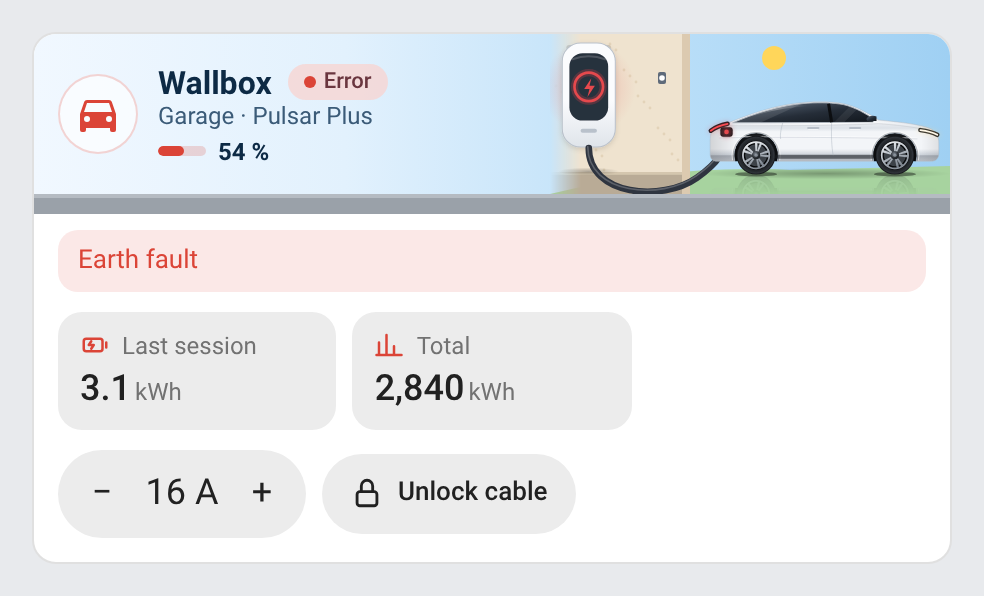 Wallbox
Error
Garage · Pulsar Plus
54 %
Earth fault
Last session
3.1 kWh
Total
2,840 kWh
− 16 A +
Unlock cable